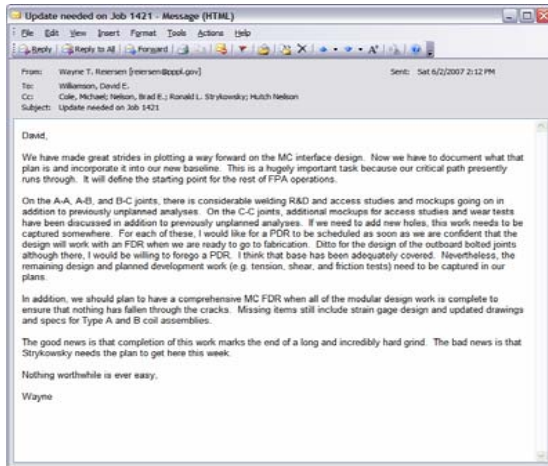 Update needed on Job 1421 - Message (HTML)
File Edit View Insert Format Tools Actions Help
Reply Reply to All Forward
From: Wayne T. Reiersen [reiersen@pppl.gov] Sent: Sat 6/2/2007 2:12 PM
To: Williamson, David E.
Cc: Cole, Michael; Nelson, Brad E.; Ronald L. Strykowsky; Hutch Neilson
Subject: Update needed on Job 1421
David,
We have made great strides in plotting a way forward on the MC interface design. Now we have to document what that
plan is and incorporate it into our new baseline. This is a hugely important task because our critical path presently
runs through. It will define the starting point for the rest of FPA operations.
On the A-A, A-B, and B-C joints, there is considerable welding R&D and access studies and mockups going on in
addition to previously unplanned analyses. On the C-C joints, additional mockups for access studies and wear tests
have been discussed in addition to previously unplanned analyses. If we need to add new holes, this work needs to be
captured somewhere. For each of these, I would like for a PDR to be scheduled as soon as we are confident that the
design will work with an FDR when we are ready to go to fabrication. Ditto for the design of the outboard bolted joints
although there, I would be willing to forego a PDR. I think that base has been adequately covered. Nevertheless, the
remaining design and planned development work (e.g. tension, shear, and friction tests) need to be captured in our
plans.
In addition, we should plan to have a comprehensive MC FDR when all of the modular design work is complete to
ensure that nothing has fallen through the cracks. Missing items still include strain gage design and updated drawings
and specs for Type A and B coil assemblies.
The good news is that completion of this work marks the end of a long and incredibly hard grind. The bad news is that
Strykowsky needs the plan to get here this week.
Nothing worthwhile is ever easy,
Wayne